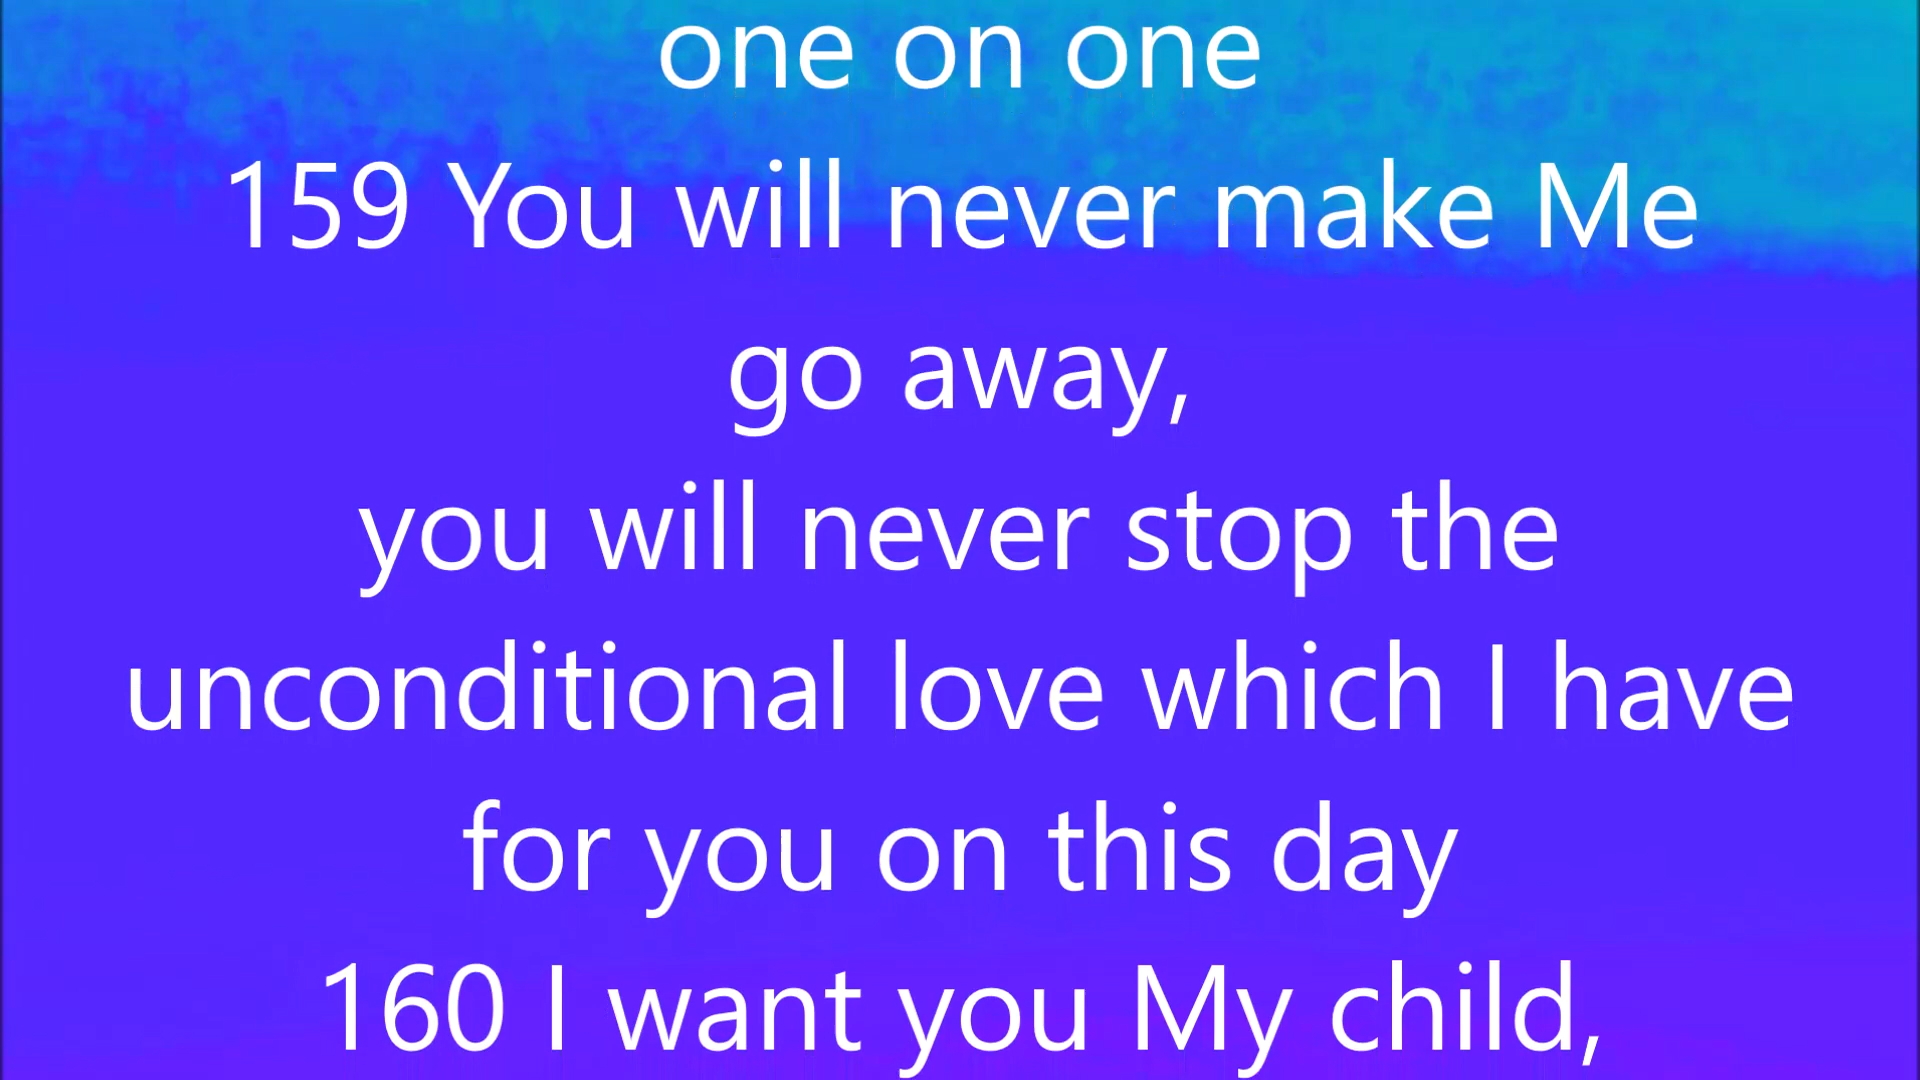 one on one
159 You will never make Me
go away,
you will never stop the
unconditional love which I have
for you on this day
160 I want you My child,